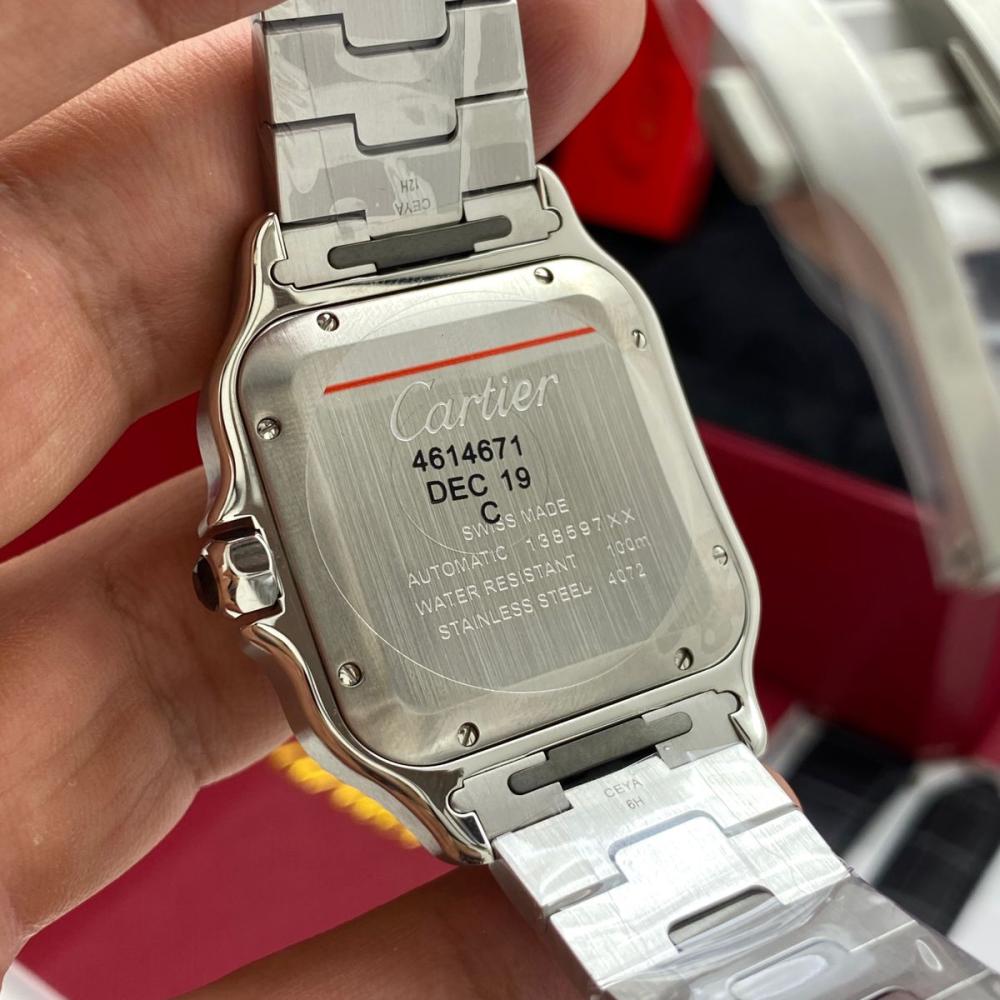 CEYA
12H
Cartier
4614671
DEC 19
C
SWISS MADE
AUTOMATIC 138597XX
WATER RESISTANT 100m
STAINLESS STEEL 4072
CEYA
6H